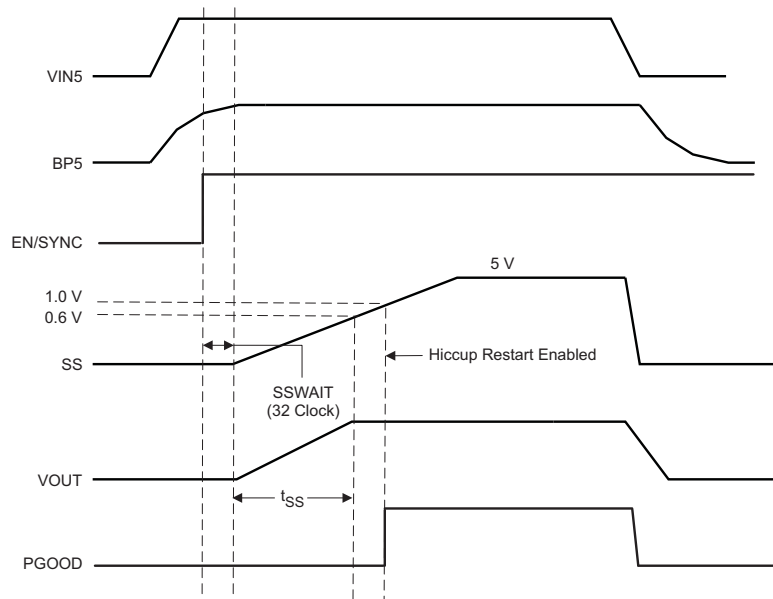 VIN5
BP5
EN/SYNC
5 V
1.0 V
0.6 V
Hiccup Restart Enabled
SS
SSWAIT
(32 Clock)
VOUT
tSS
PGOOD